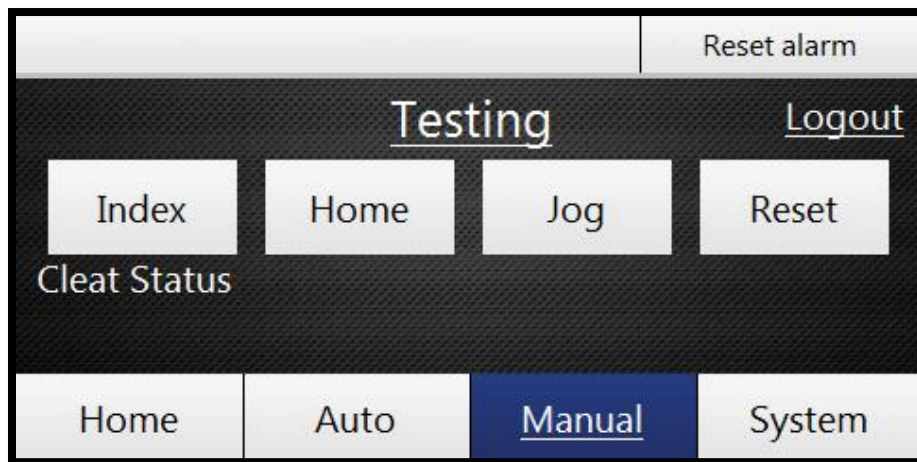 Reset alarm
Testing
Logout
Index Home Jog Reset
Cleat Status
Home Auto Manual System